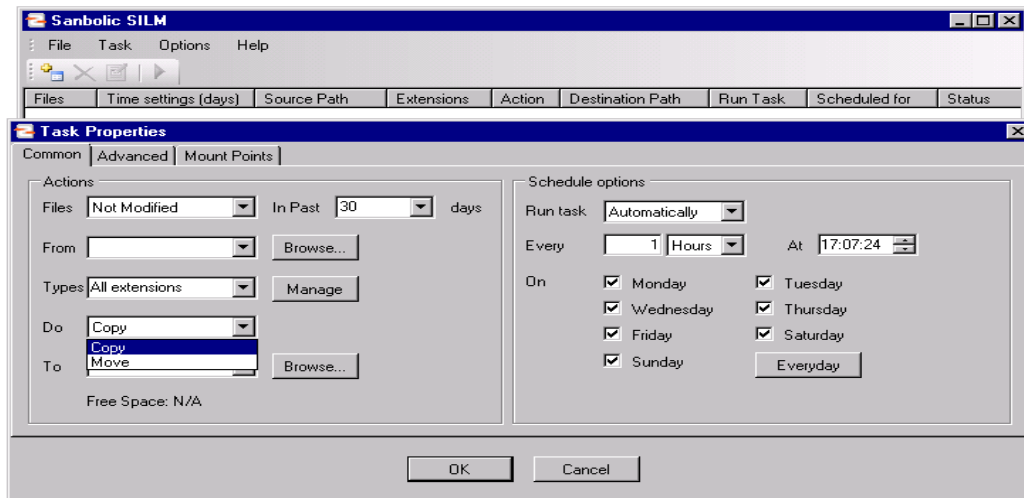 Sanbolic SILM
File Task Options Help
Files Time settings (days) Source Path Extensions Action Destination Path Run Task Scheduled for Status
Task Properties
Common Advanced Mount Points
Actions
Files Not Modified In Past 30 days
From Browse...
Types All extensions Manage
Do Copy
Copy
Move
To Browse...
Free Space: N/A
Schedule options
Run task Automatically
Every 1 Hours At 17:07:24
On Monday Tuesday
Wednesday Thursday
Friday Saturday
Sunday Everyday
OK Cancel